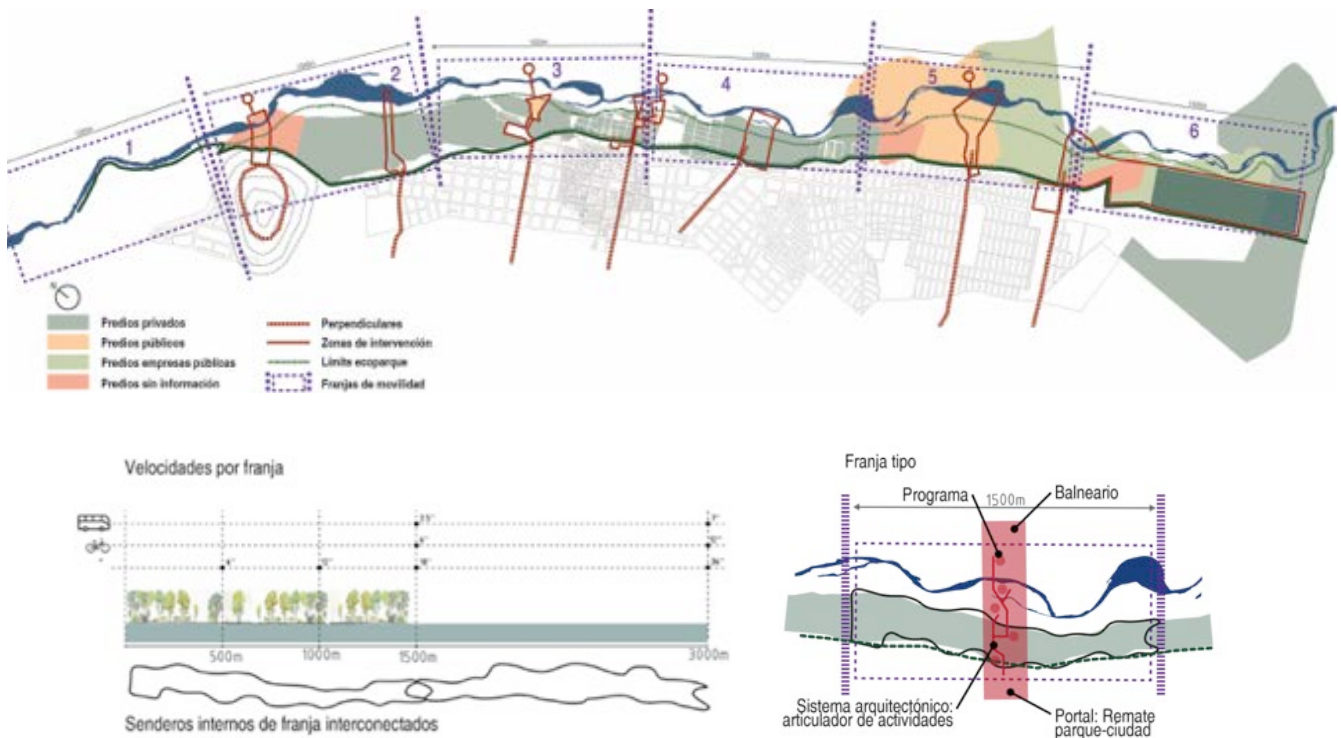 1
2
3
4
5
6
N
Predios privados
Predios públicos
Predios empresas públicas
Predios sin información
Perpendiculares
Zonas de intervención
Límite ecoparque
Franjas de movilidad
Velocidades por franja
500m
1000m
1500m
3000m
Senderos internos de franja interconectados
Franja tipo
Programa
1500m
Balneario
Sistema arquitectónico:
articulador de actividades
Portal: Remate
parque-ciudad